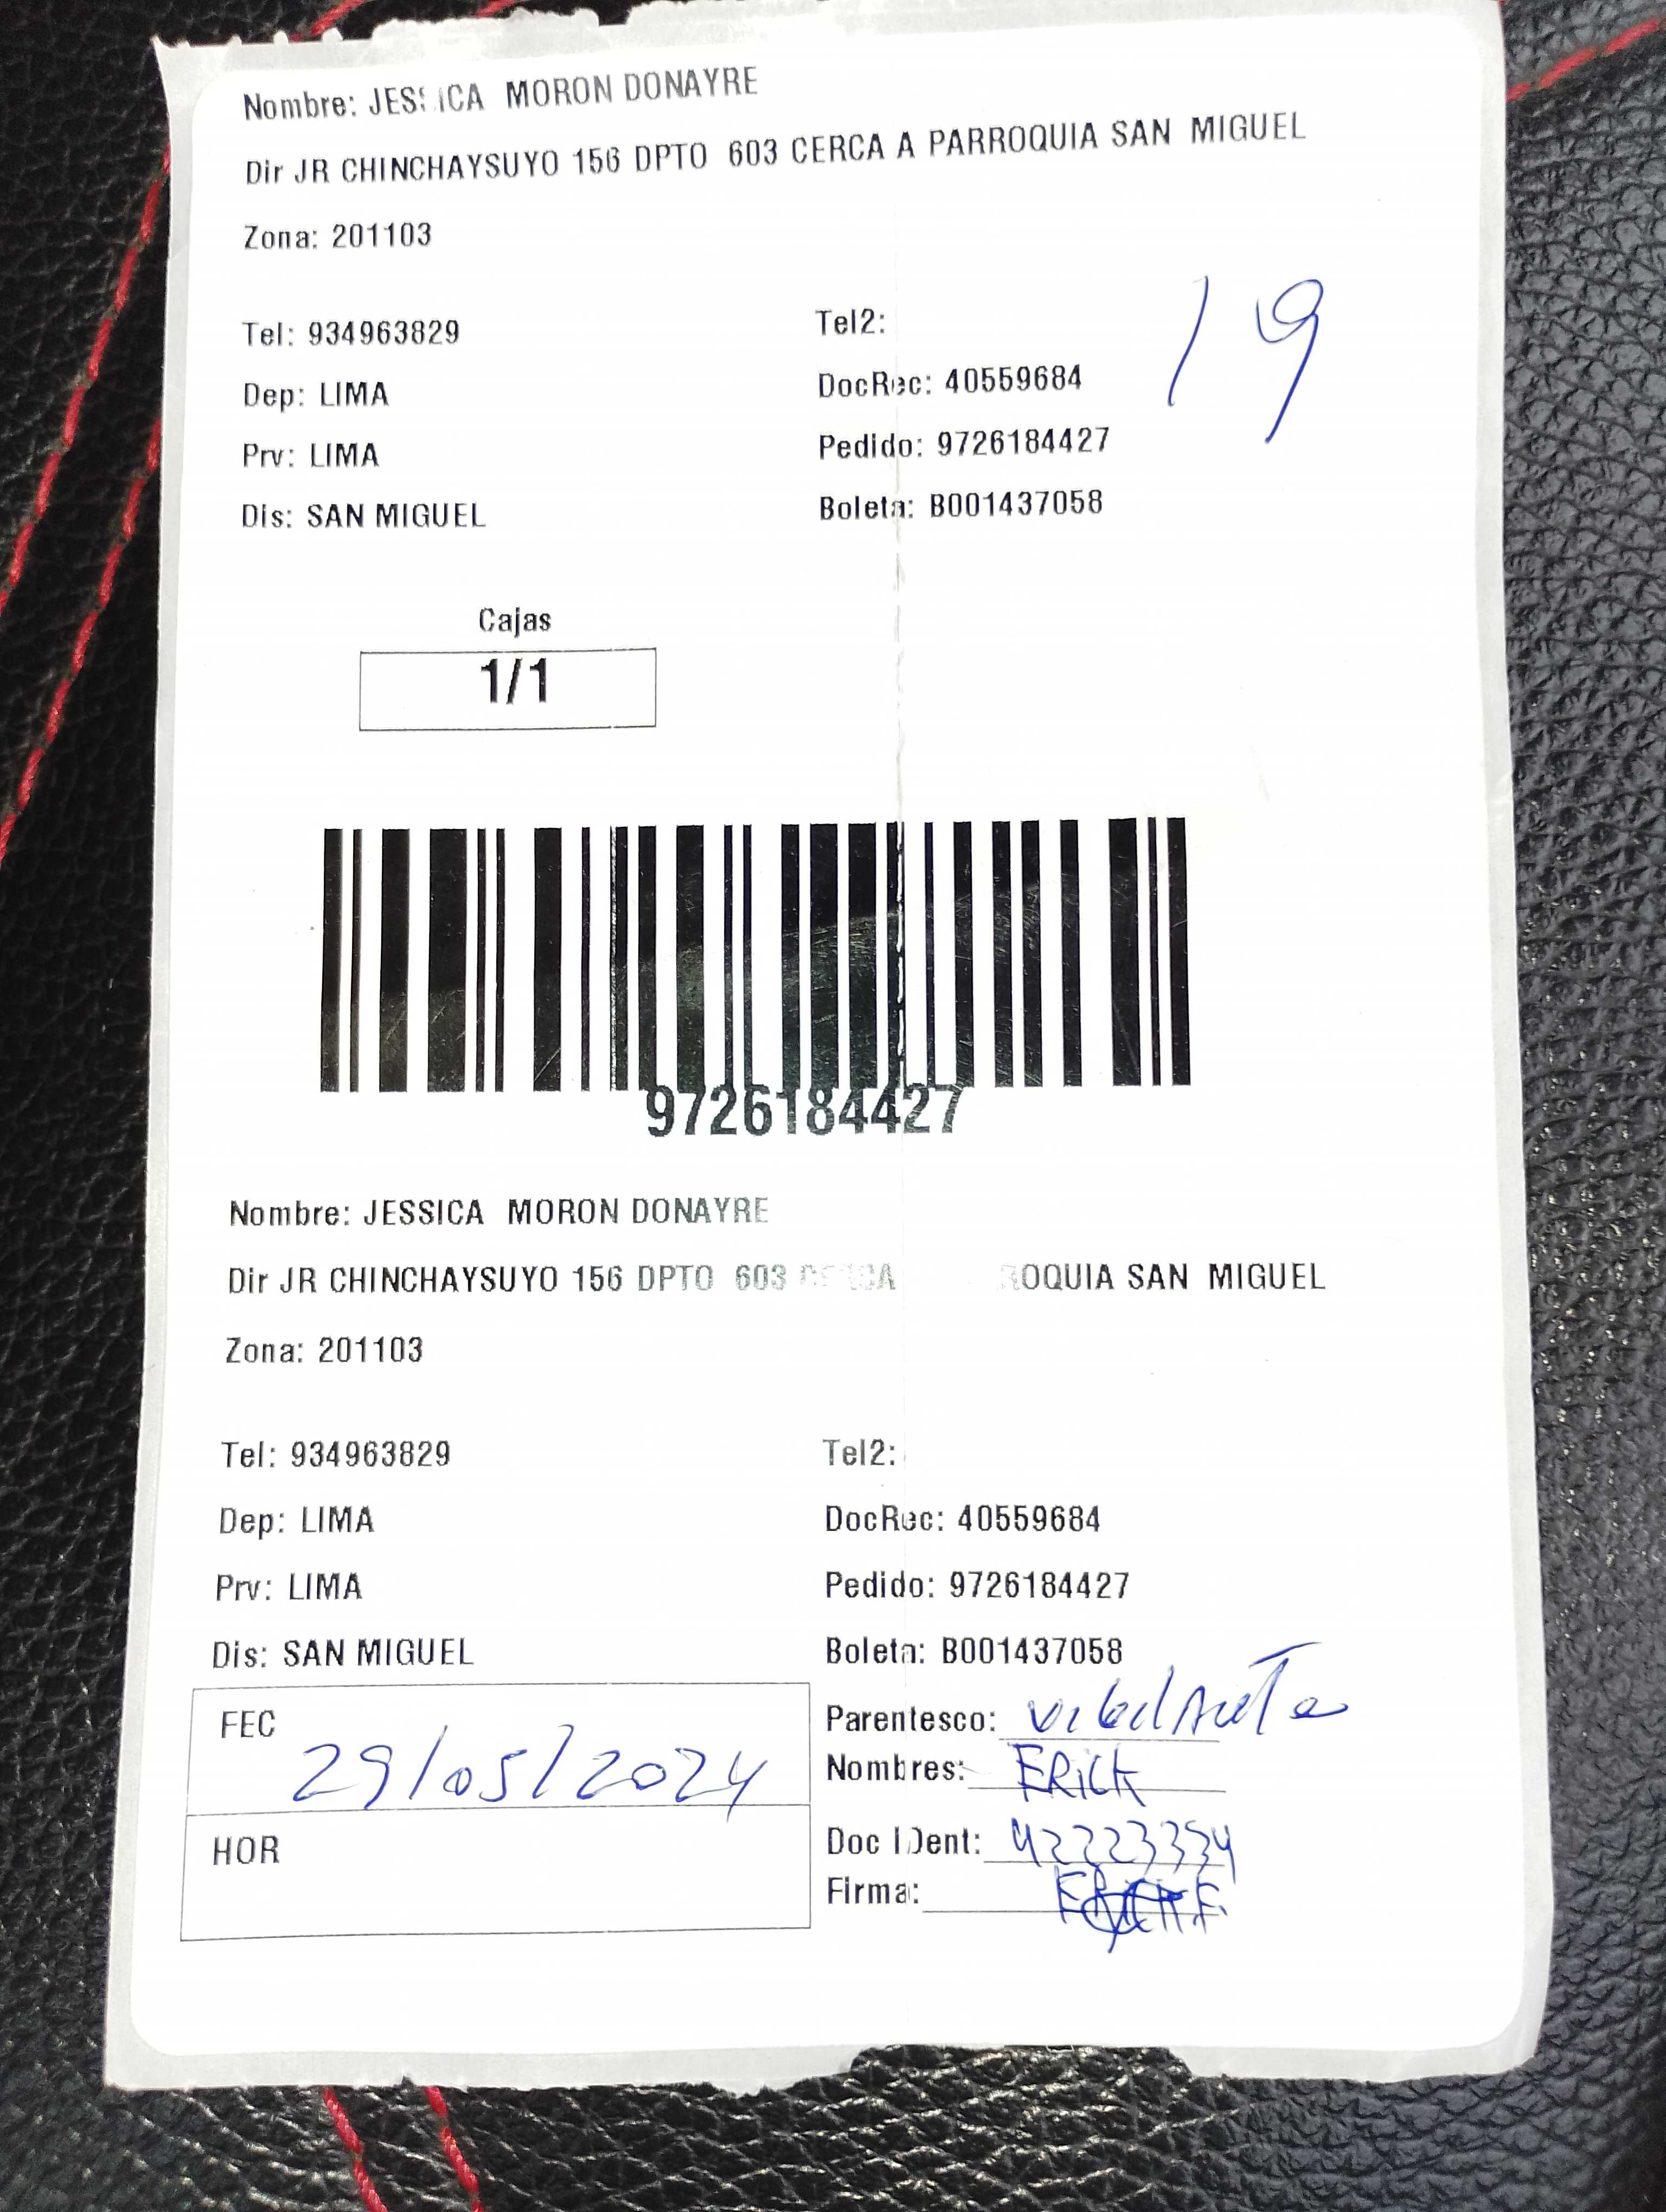 Nombre: JESSICA MORON DONAYRE
Dir JR CHINCHAYSUYO 156 DPTO 603 CERCA A PARROQUIA SAN MIGUEL
Zona: 201103
19
Tel: 934963829 Tel2:
Dep: LIMA DocRec: 40559684
Prv: LIMA Pedido: 9726184427
Dis: SAN MIGUEL Boleta: B001437058
Cajas
1/1
9726184427
Nombre: JESSICA MORON DONAYRE
Dir JR CHINCHAYSUYO 156 DPTO 603 ROQUIA SAN MIGUEL
Zona: 201103
Tel: 934963829 Tel2:
Dep: LIMA DocRec: 40559684
Prv: LIMA Pedido: 9726184427
Dis: SAN MIGUEL Boleta: B001437058
FEC 29/05/2024 Parentesco:
Nombres: ERICK
HOR Doc IDent: 42223354
Firma: